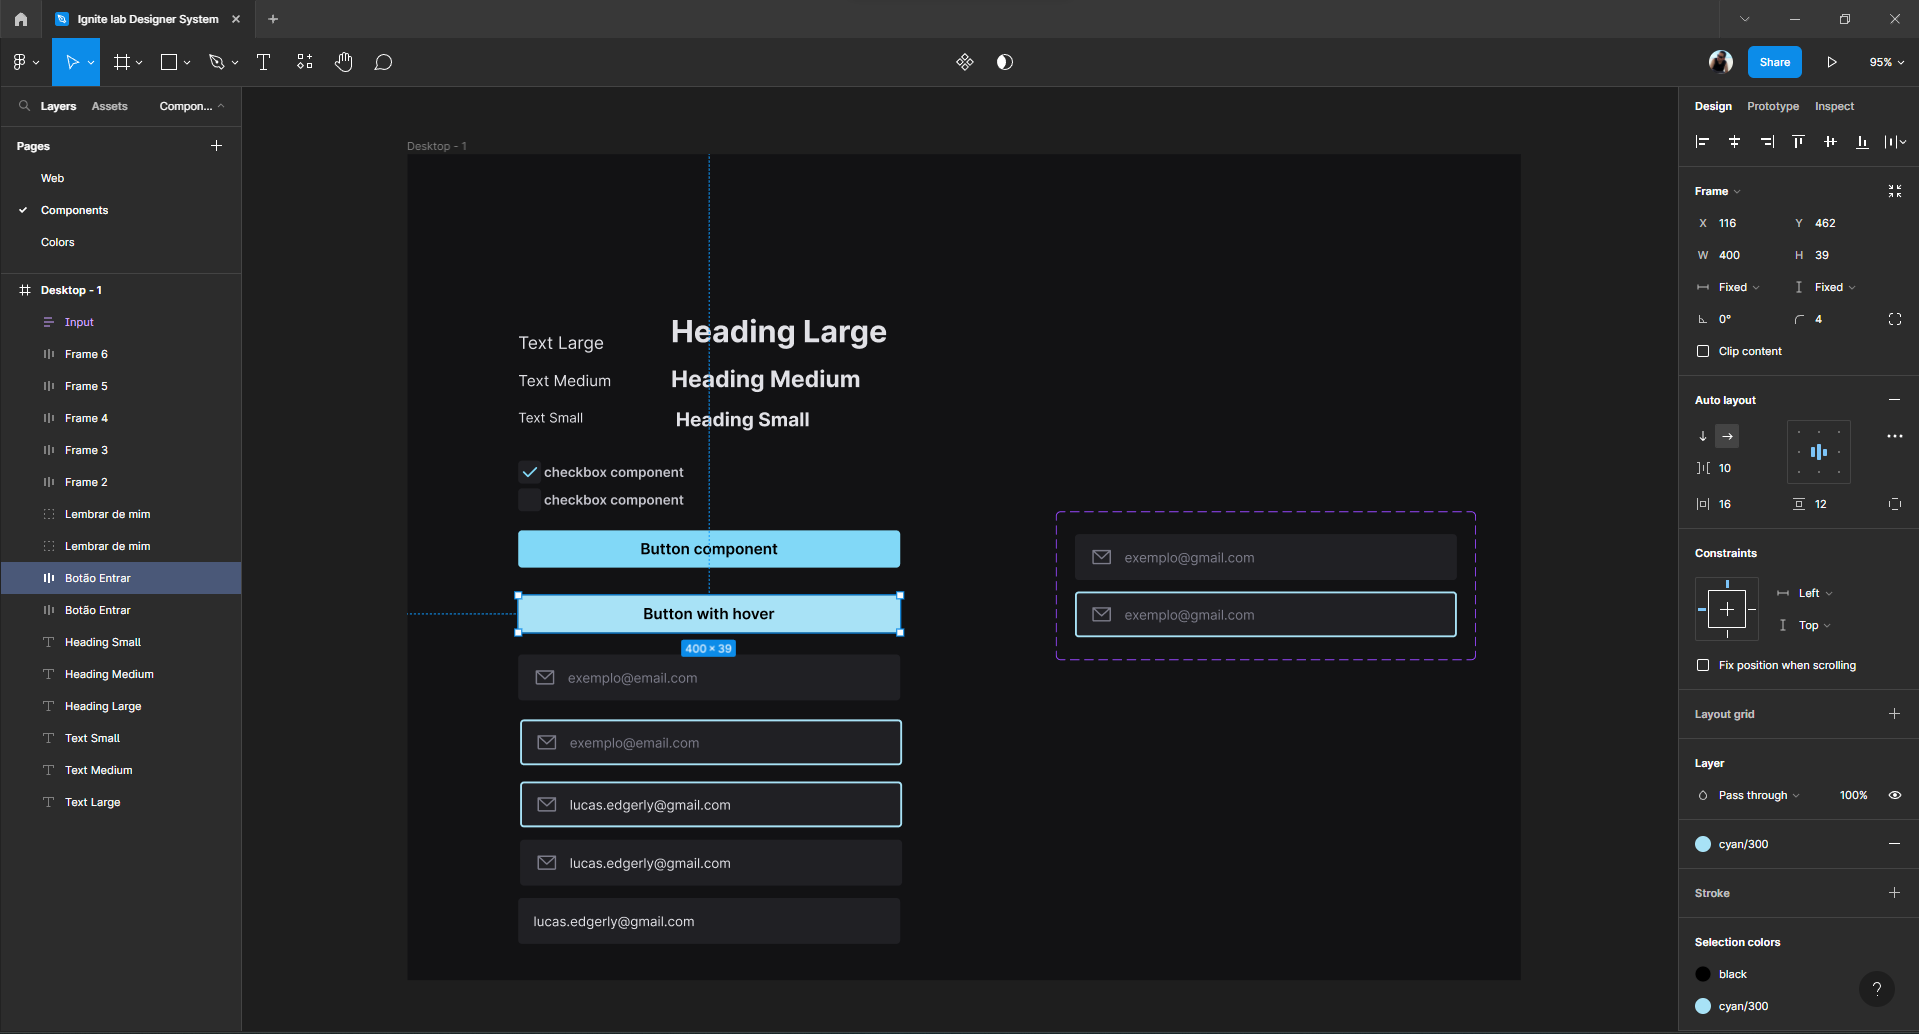 Ignite lab Designer System
Share
95%
Layers
Assets
Compon...
Pages
Web
Components
Colors
Desktop - 1
Input
Frame 6
Frame 5
Frame 4
Frame 3
Frame 2
Lembrar de mim
Lembrar de mim
Botão Entrar
Botão Entrar
Heading Small
Heading Medium
Heading Large
Text Small
Text Medium
Text Large
Desktop - 1
Text Large
Heading Large
Text Medium
Heading Medium
Text Small
Heading Small
checkbox component
checkbox component
Button component
Button with hover
400 × 39
exemplo@email.com
exemplo@email.com
lucas.edgerly@gmail.com
lucas.edgerly@gmail.com
lucas.edgerly@gmail.com
exemplo@gmail.com
exemplo@gmail.com
Design
Prototype
Inspect
Frame
X 116
Y 462
W 400
H 39
Fixed
Fixed
0°
4
Clip content
Auto layout
10
16
12
Constraints
Left
Top
Fix position when scrolling
Layout grid
Layer
Pass through
100%
cyan/300
Stroke
Selection colors
black
cyan/300
?